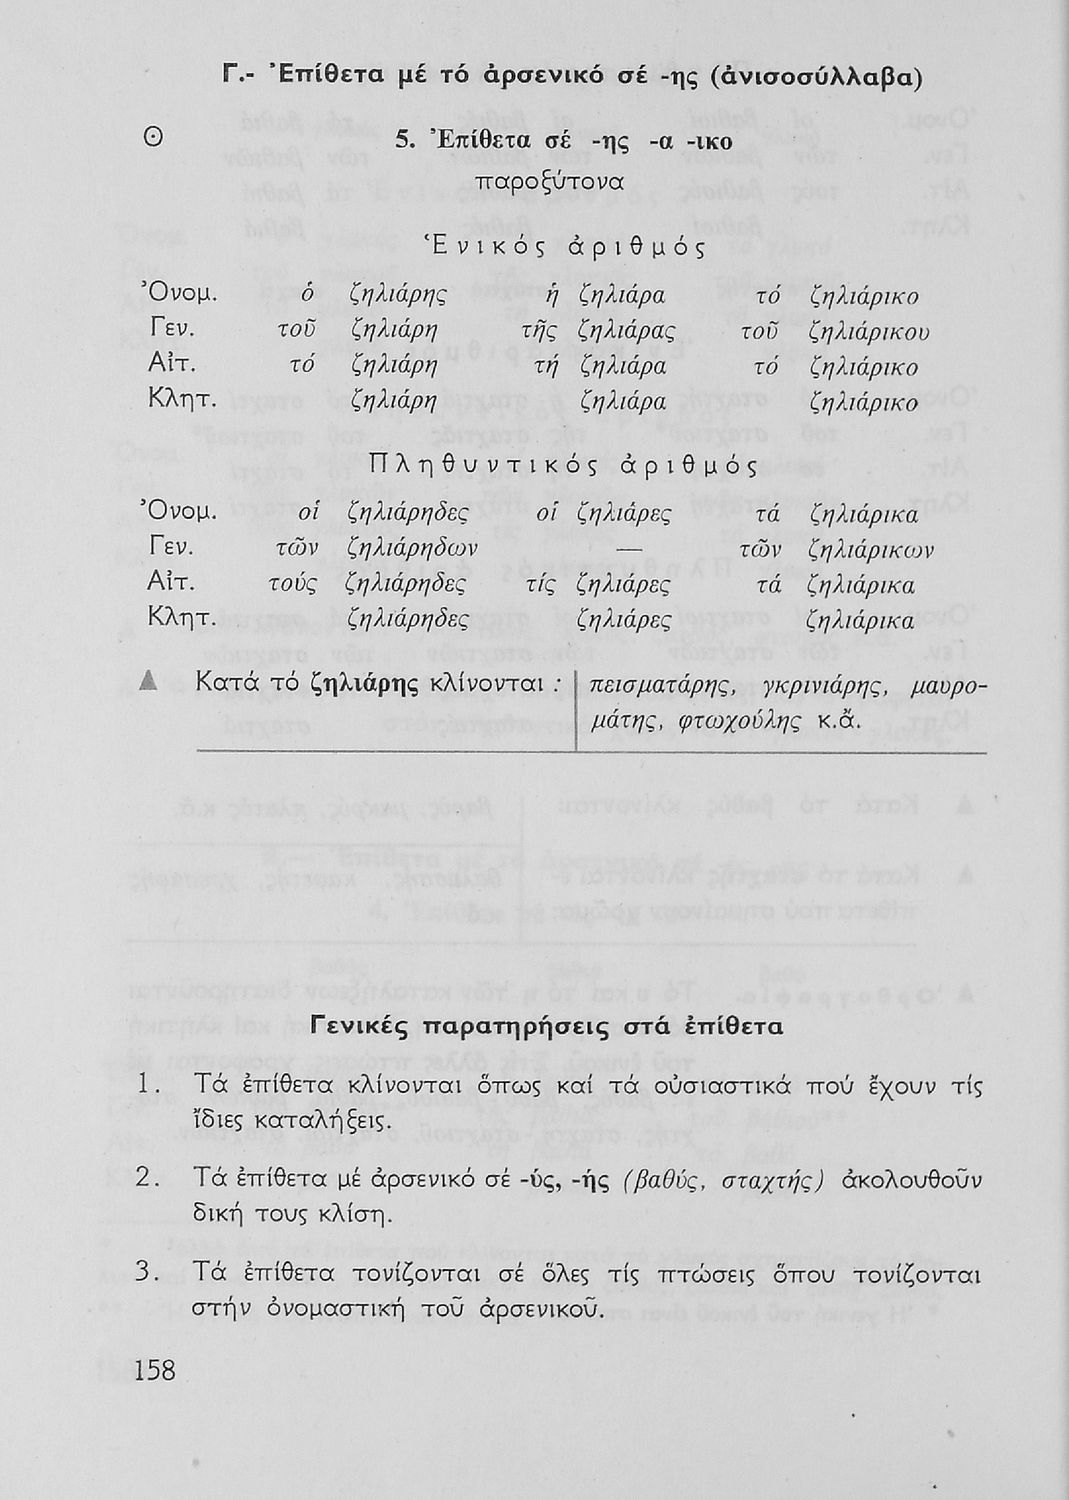 Γ.- Ἐπίθετα μέ τό ἀρσενικό σέ -ης (ἀνισοσύλλαβα)
⊙ 5. Ἐπίθετα σέ -ης -α -ικο
παροξύτονα
Ἑνικός ἀριθμός
Ὀνομ. ὁ ζηλιάρης ἡ ζηλιάρα τό ζηλιάρικο
Γεν. τοῦ ζηλιάρη τῆς ζηλιάρας τοῦ ζηλιάρικου
Αἰτ. τό ζηλιάρη τή ζηλιάρα τό ζηλιάρικο
Κλητ. ζηλιάρη ζηλιάρα ζηλιάρικο
Πληθυντικός ἀριθμός
Ὀνομ. οἱ ζηλιάρηδες οἱ ζηλιάρες τά ζηλιάρικα
Γεν. τῶν ζηλιάρηδων — τῶν ζηλιάρικων
Αἰτ. τούς ζηλιάρηδες τίς ζηλιάρες τά ζηλιάρικα
Κλητ. ζηλιάρηδες ζηλιάρες ζηλιάρικα
▲ Κατά τό ζηλιάρης κλίνονται : πεισματάρης, γκρινιάρης, μαυρο-
μάτης, φτωχούλης κ.ἄ.
Γενικές παρατηρήσεις στά ἐπίθετα
1. Τά ἐπίθετα κλίνονται ὅπως καί τά οὐσιαστικά πού ἔχουν τίς
ἴδιες καταλήξεις.
2. Τά ἐπίθετα μέ ἀρσενικό σέ -ύς, -ής (βαθύς, σταχτής) ἀκολουθοῦν
δική τους κλίση.
3. Τά ἐπίθετα τονίζονται σέ ὅλες τίς πτώσεις ὅπου τονίζονται
στήν ὀνομαστική τοῦ ἀρσενικοῦ.
158